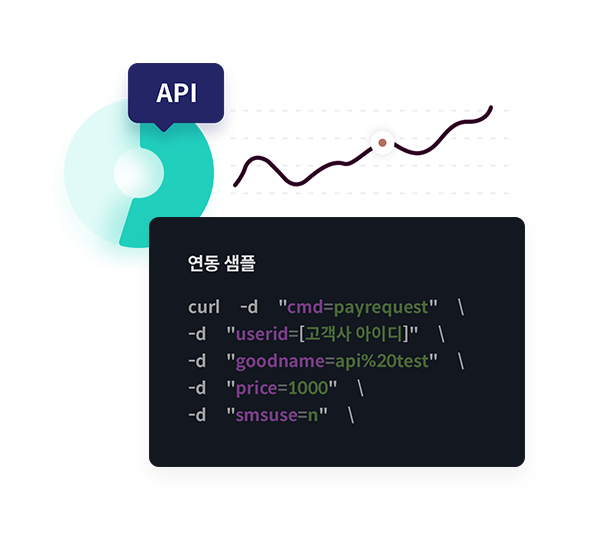 API
연동 샘플
curl -d "cmd=payrequest" \
-d "userid=[고객사 아이디]" \
-d "goodname=api%20test" \
-d "price=1000" \
-d "smsuse=n" \